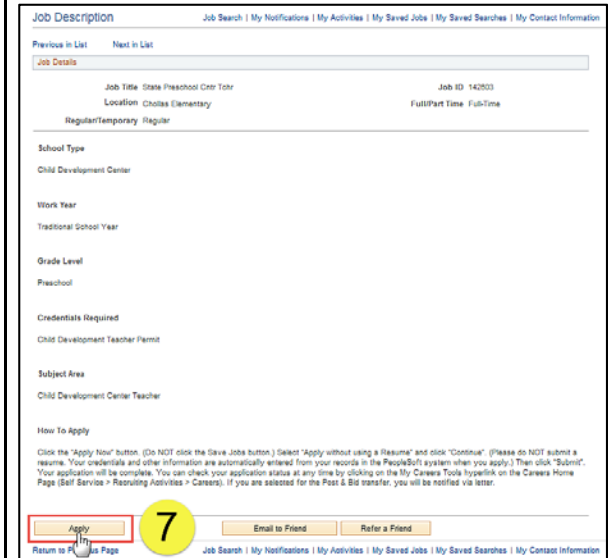 Job Description Job Search | My Notifications | My Activities | My Saved Jobs | My Saved Searches | My Contact Information
Previous in List Next in List
Job Details
Job Title State Preschool Cntr Tchr Job ID 142603
Location Chollas Elementary Full/Part Time Full-Time
Regular/Temporary Regular
School Type
Child Development Center
Work Year
Traditional School Year
Grade Level
Preschool
Credentials Required
Child Development Teacher Permit
Subject Area
Child Development Center Teacher
How To Apply
Click the "Apply Now" button. (Do NOT click the Save Jobs button.) Select "Apply without using a Resume" and click "Continue". (Please do NOT submit a
resume. Your credentials and other information are automatically entered from your records in the PeopleSoft system when you apply.) Then click "Submit".
Your application will be complete. You can check your application status at any time by clicking on the My Careers Tools hyperlink on the Careers Home
Page (Self Service > Recruiting Activities > Careers). If you are selected for the Post & Bid transfer, you will be notified via letter.
Apply 7 Email to Friend Refer a Friend
Return to Page Job Search | My Notifications | My Activities | My Saved Jobs | My Saved Searches | My Contact Information